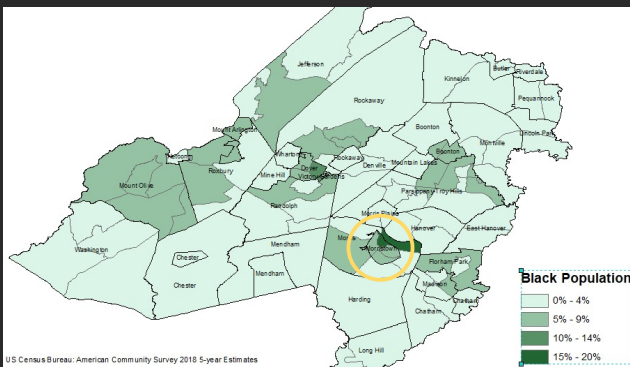 Jefferson
Kinnelon
Butler
Riverdale
Pequannock
Rockaway
Lincoln Park
Boonton
Montville
Mount Arlington
Boonton
Wharton
Rockaway
Denville
Mountain Lakes
Netcong
Dover
Victory Gardens
Mine Hill
Roxbury
Mount Olive
Parsippany-Troy Hills
Randolph
Morris Plains
Hanover
East Hanover
Morris
Morristown
Washington
Mendham
Chester
Florham Park
Mendham
Chester
Madison
Chatham
Harding
Chatham
Long Hill
Black Population
0% - 4%
5% - 9%
10% - 14%
15% - 20%
US Census Bureau: American Community Survey 2018 5-year Estimates